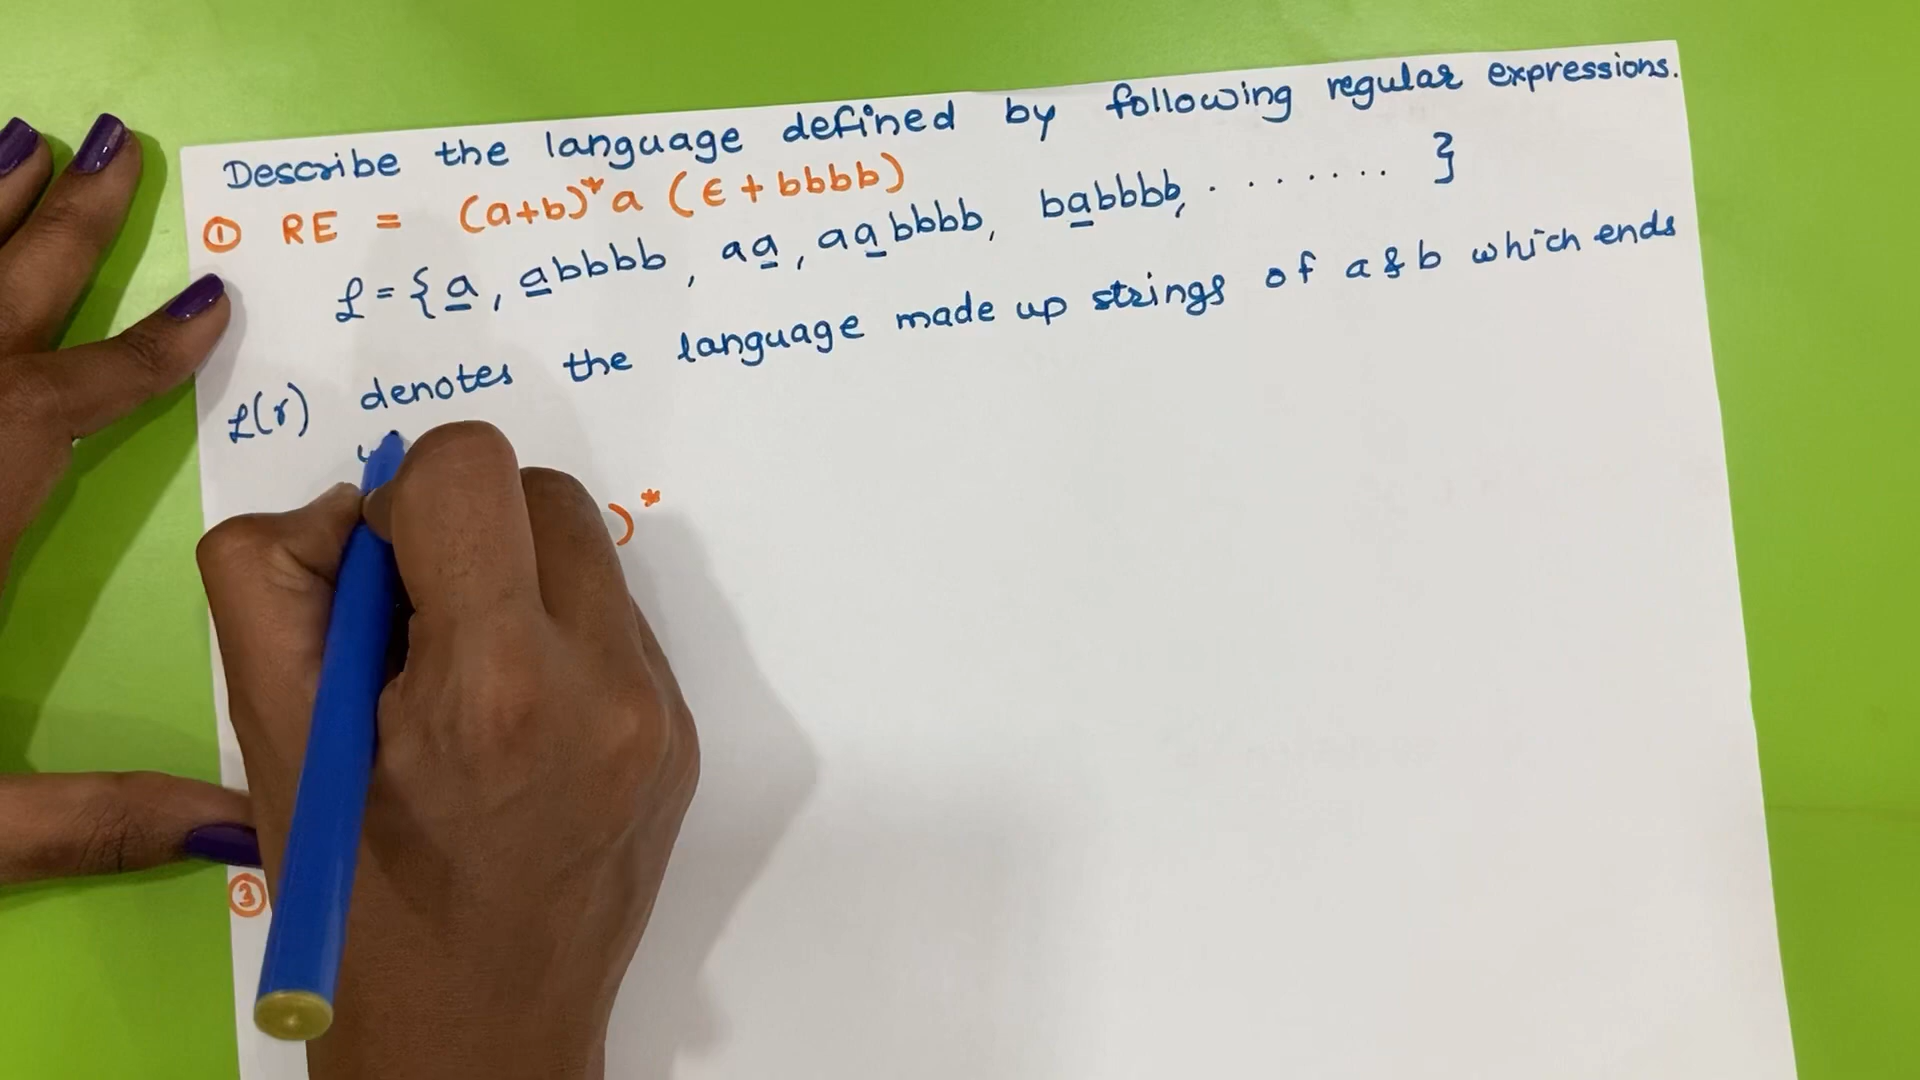 Describe the language defined by following regular expressions.
① RE = (a+b)* a (ϵ + bbbb)
ℒ = { a, abbbb, aa, aabbbb, babbbb, ....... }
ℒ(r) denotes the language made up strings of a & b which ends
)*
③